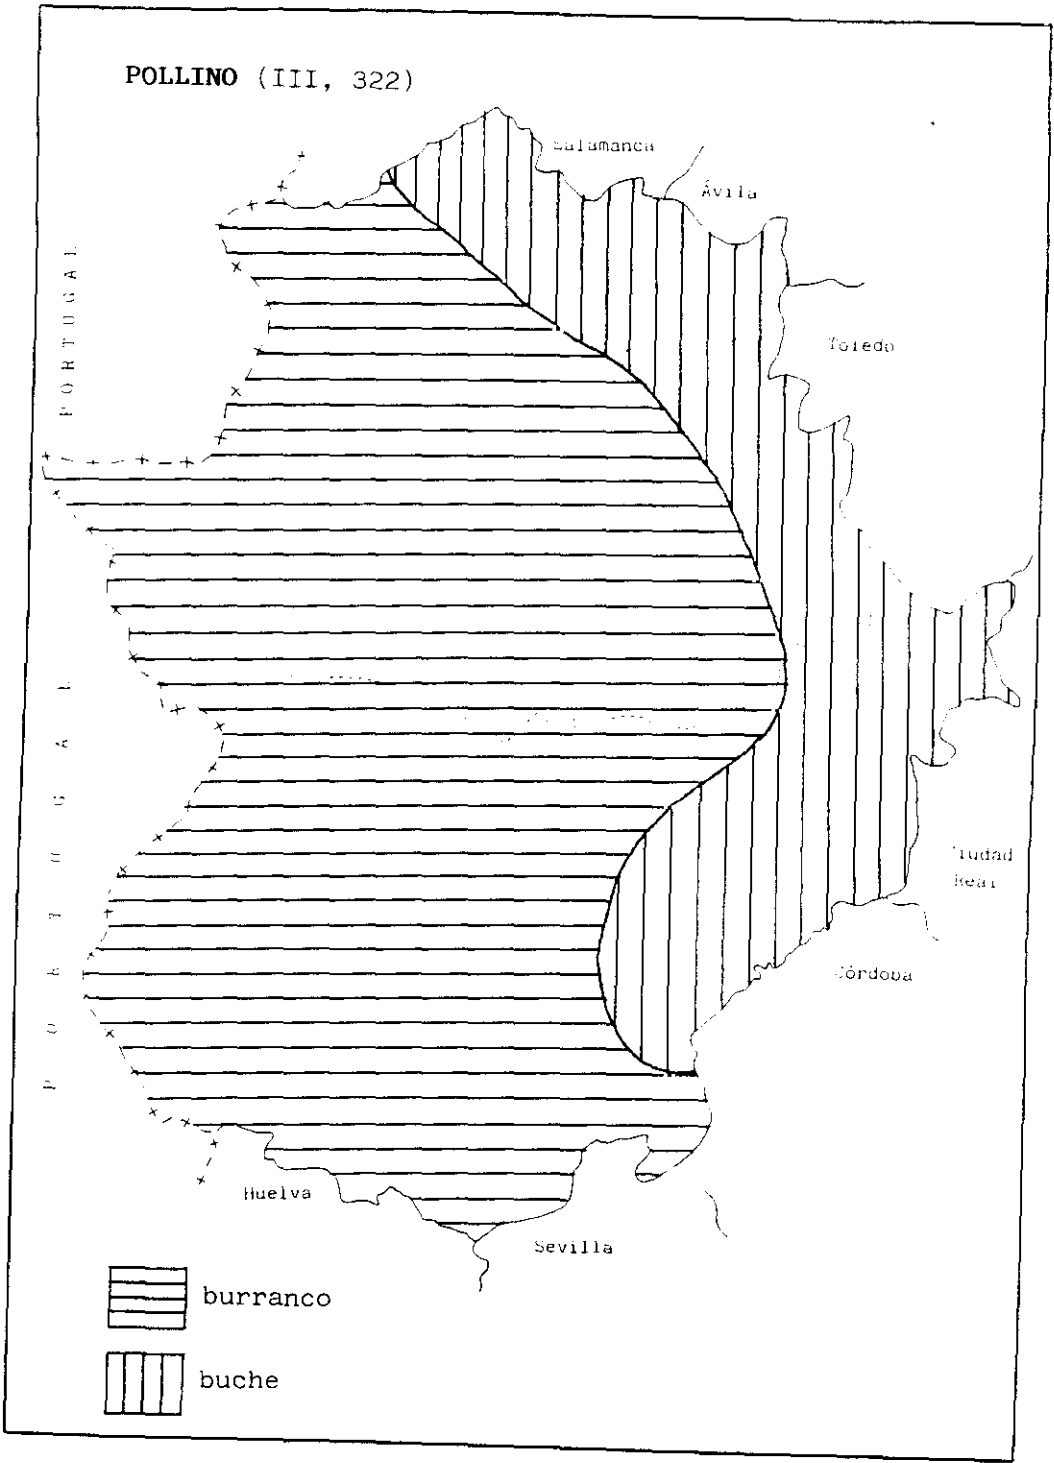 POLLINO (III, 322)
Salamanca
Ávila
PORTUGAL
Toledo
PORTUGAL
Ciudad
Real
Córdoba
Huelva
Sevilla
burranco
buche